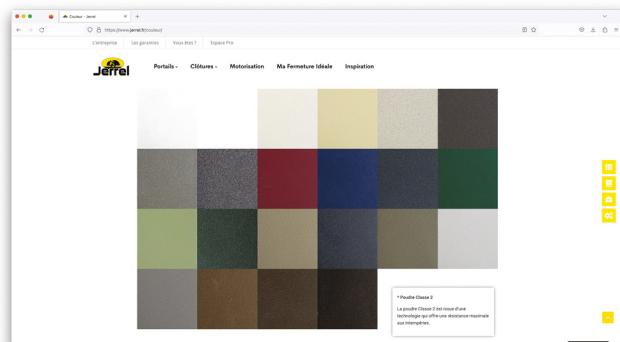 Couleur - Jerrel
https://www.jerrel.fr/couleur/
L'entreprise Les garanties Vous êtes ? Espace Pro
Jerrel Portails Clôtures Motorisation Ma Fermeture Idéale Inspiration
* Poudre Classe 2
La poudre Classe 2 est issue d'une
technologie qui offre une résistance maximale
aux intempéries.